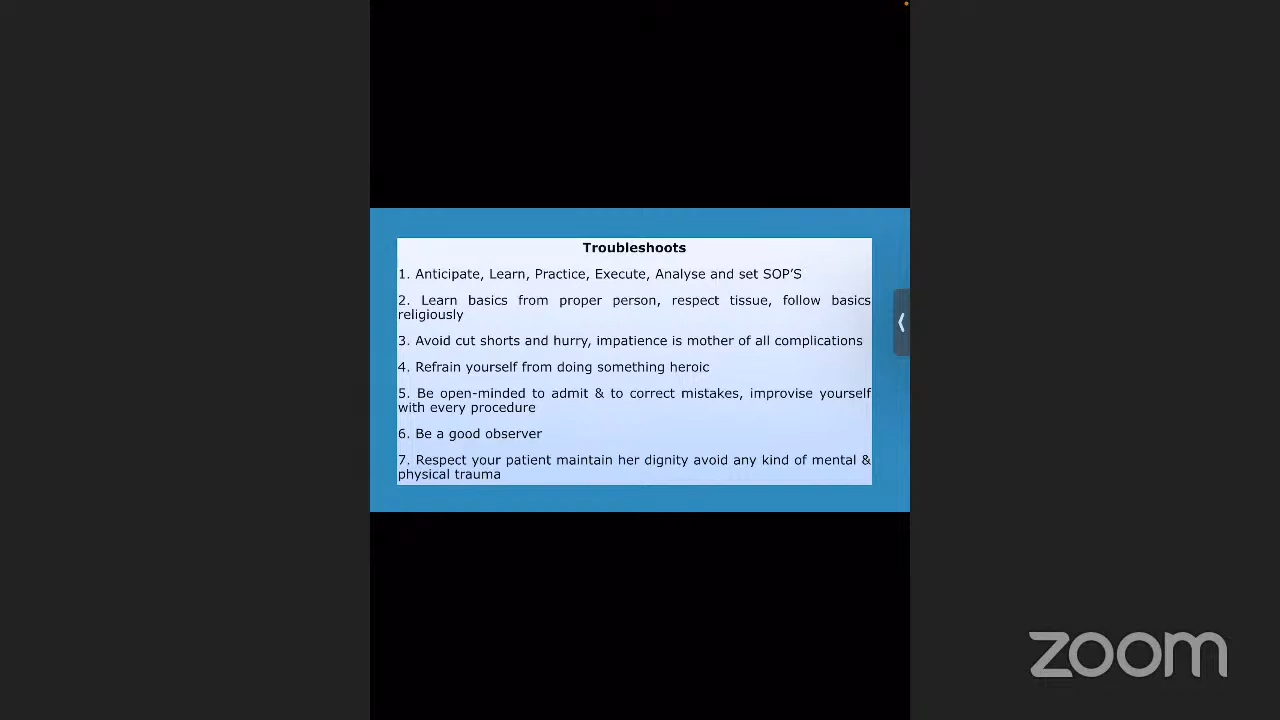 Troubleshoots
1. Anticipate, Learn, Practice, Execute, Analyse and set SOP'S
2. Learn basics from proper person, respect tissue, follow basics
religiously
3. Avoid cut shorts and hurry, impatience is mother of all complications
4. Refrain yourself from doing something heroic
5. Be open-minded to admit & to correct mistakes, improvise yourself
with every procedure
6. Be a good observer
7. Respect your patient maintain her dignity avoid any kind of mental &
physical trauma
zoom